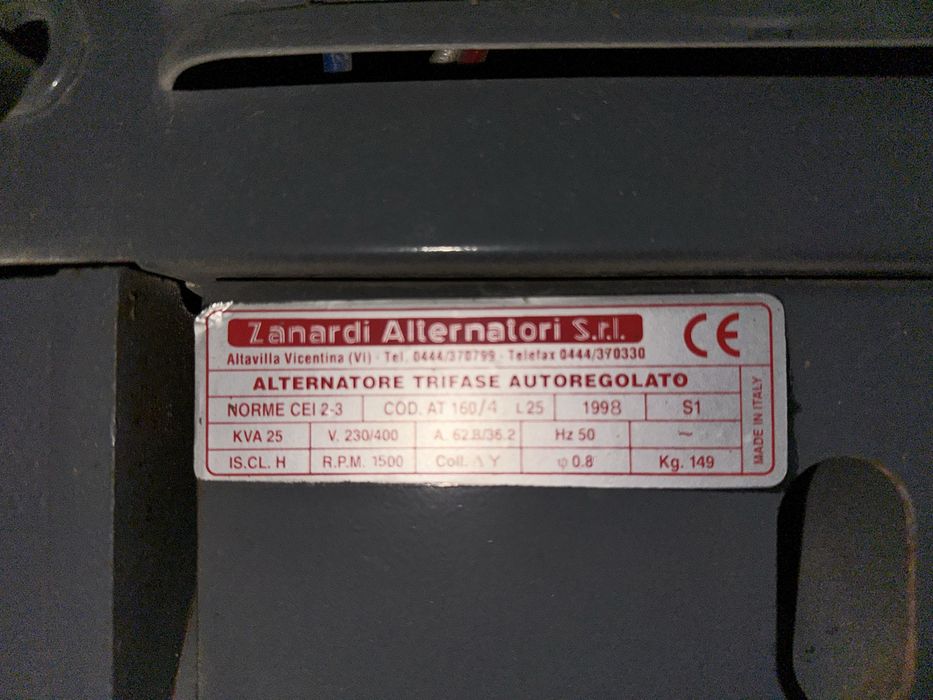 Zanardi Alternatori S.r.l.
CE
Altavilla Vicentina (VI) - Tel. 0444/370799 - Telefax 0444/370330
ALTERNATORE TRIFASE AUTOREGOLATO
NORME CEI 2-3 COD. AT 160/4 L 25 1998 S1
KVA 25 V. 230/400 A. 62.8/36.2 Hz 50 ~
IS.CL. H R.P.M. 1500 Coll. Δ Y φ 0.8 Kg. 149
MADE IN ITALY